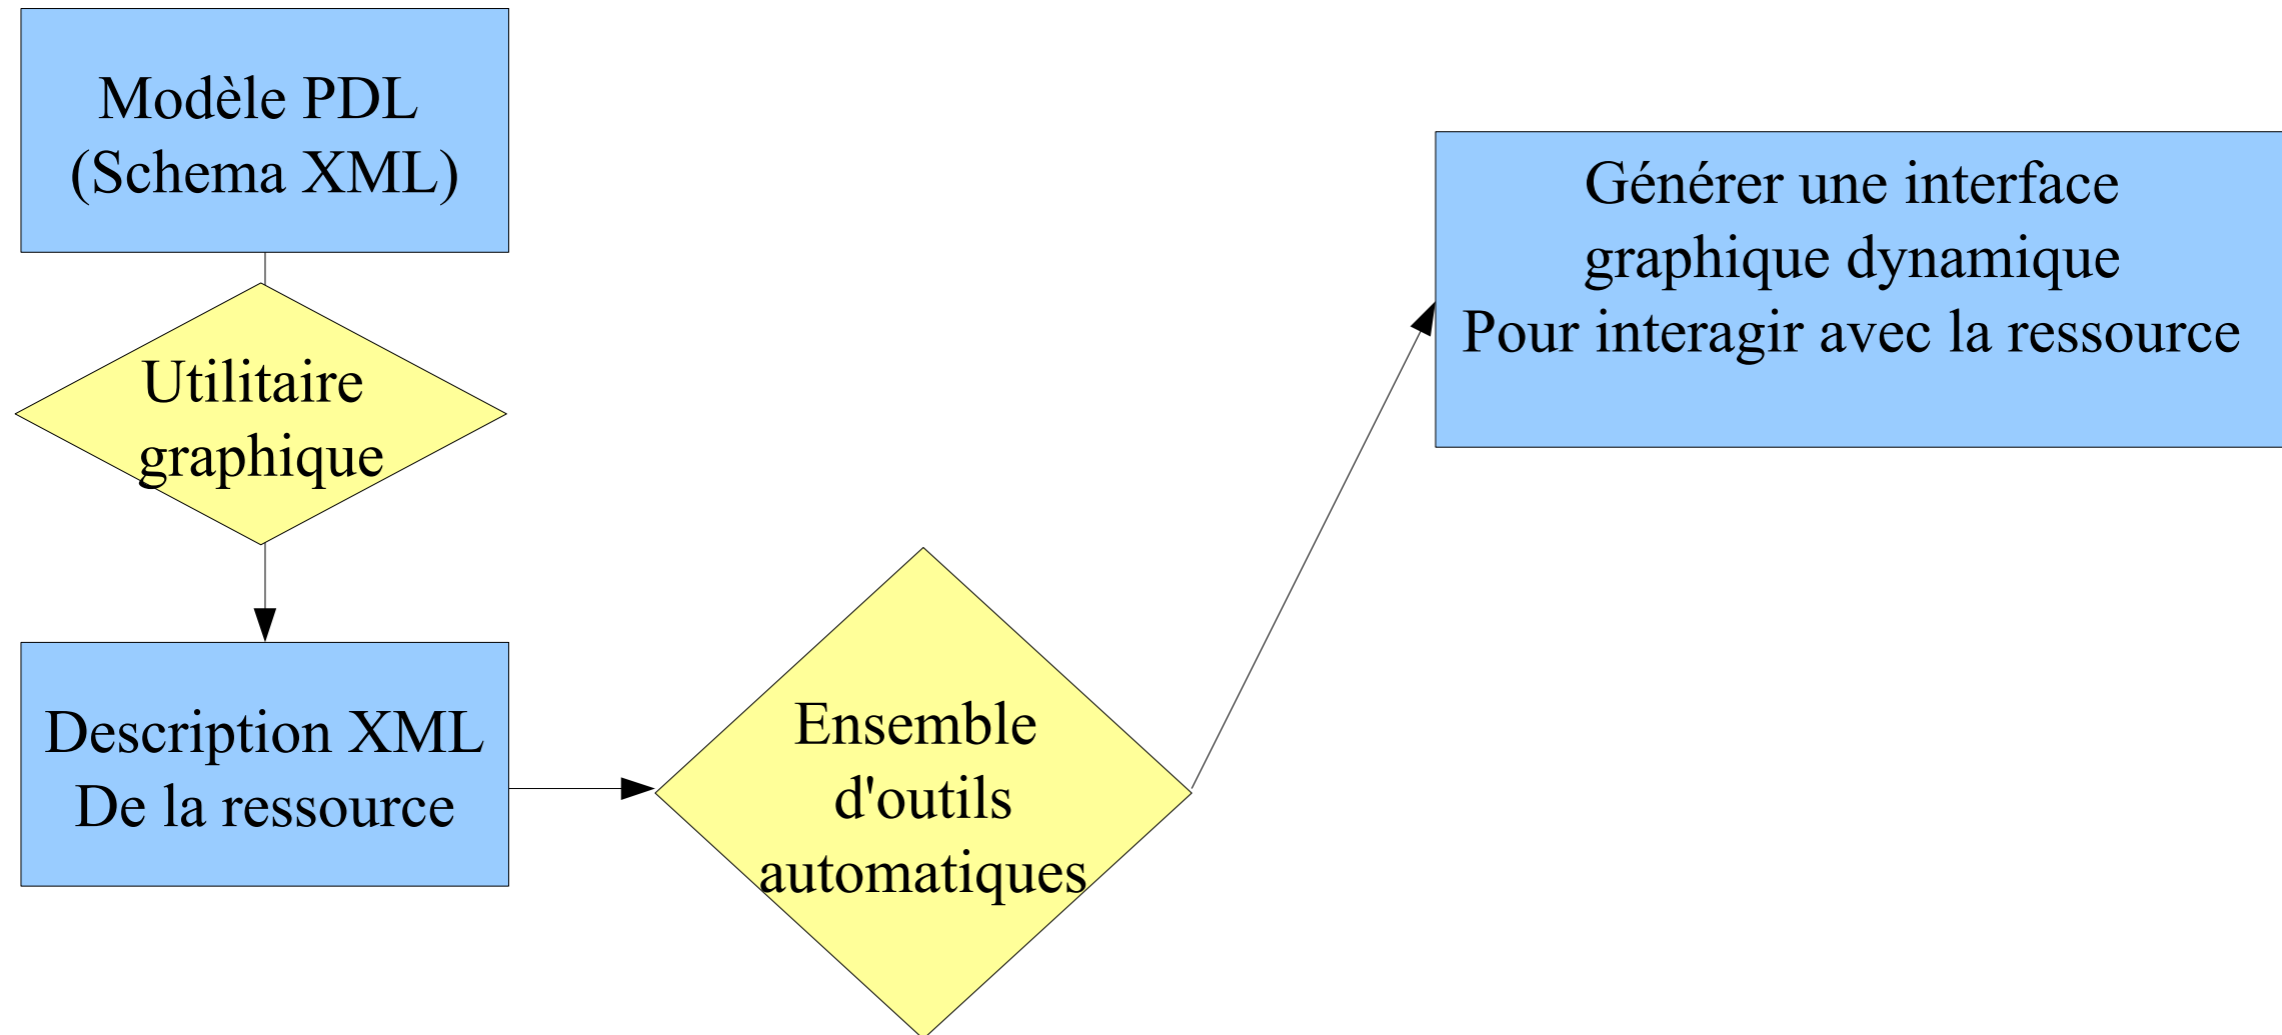 Modèle PDL
(Schema XML)
Utilitaire
graphique
Description XML
De la ressource
Ensemble
d'outils
automatiques
Générer une interface
graphique dynamique
Pour interagir avec la ressource